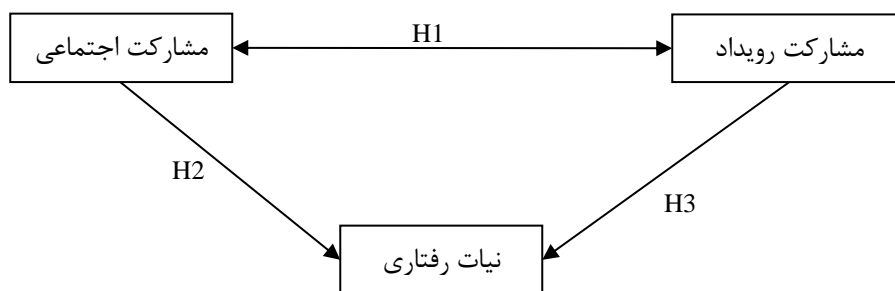 H1
مشارکت رویداد
مشارکت اجتماعی
H2
H3
نیات رفتاری